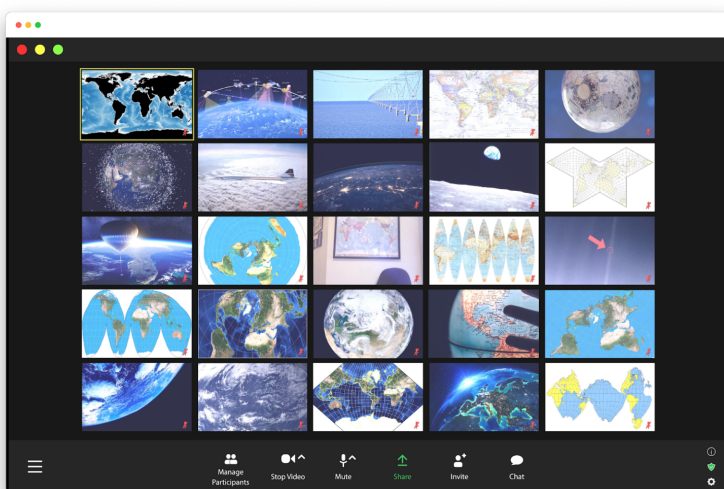 Manage
Participants
Stop Video
Mute
Share
Invite
Chat